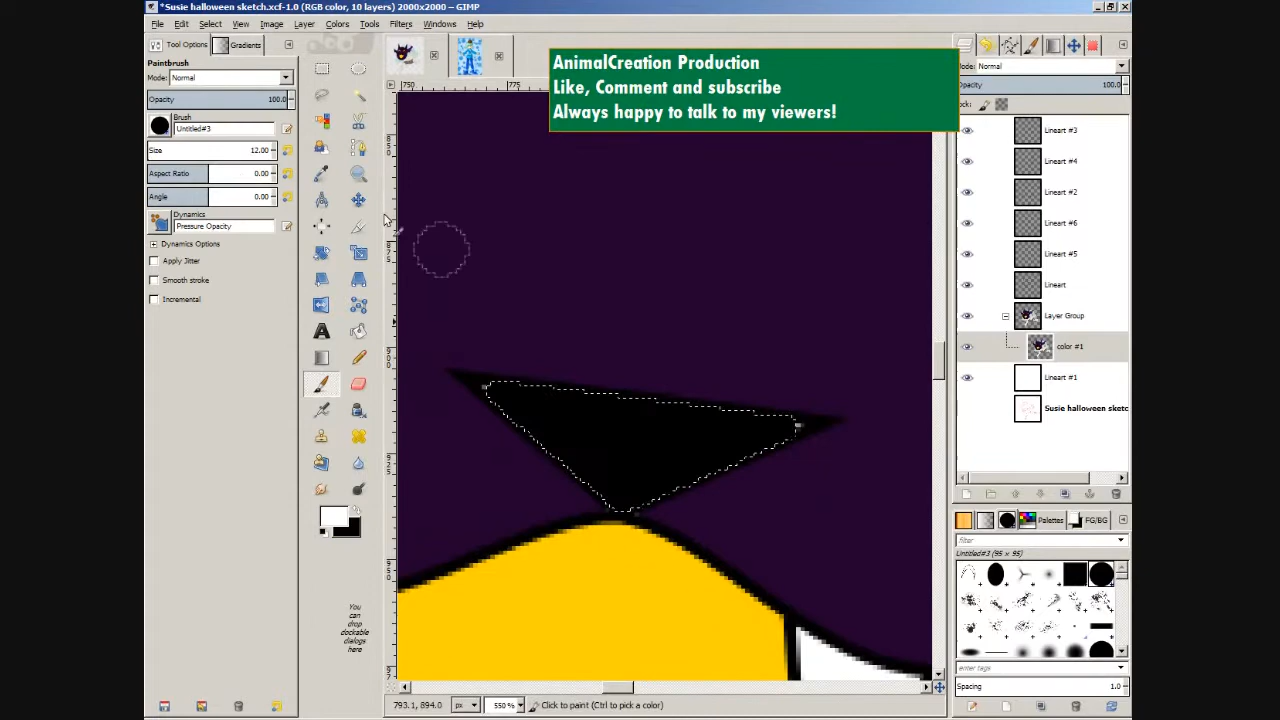 *Susie halloween sketch.xcf-1.0 (RGB color, 10 layers) 2000x2000 – GIMP
File Edit Select View Image Layer Colors Tools Filters Windows Help
Tool Options Gradients
Paintbrush
Mode: Normal
Opacity 100.0
Brush
Untitled#3
Size 12.00
Aspect Ratio 0.00
Angle 0.00
Dynamics
Pressure Opacity
Dynamics Options
Apply Jitter
Smooth stroke
Incremental
You
can
drop
dockable
dialogs
here
750 775
AnimalCreation Production
Like, Comment and subscribe
Always happy to talk to my viewers!
793.1, 894.0 px 550 % Click to paint (Ctrl to pick a color)
Mode: Normal
Opacity 100.0
Lineart #3
Lineart #4
Lineart #2
Lineart #6
Lineart #5
Lineart
Layer Group
color #1
Lineart #1
Susie halloween sketc
Palettes FG/BG
filter
Untitled#3 (95 x 95)
enter tags
Spacing 1.0